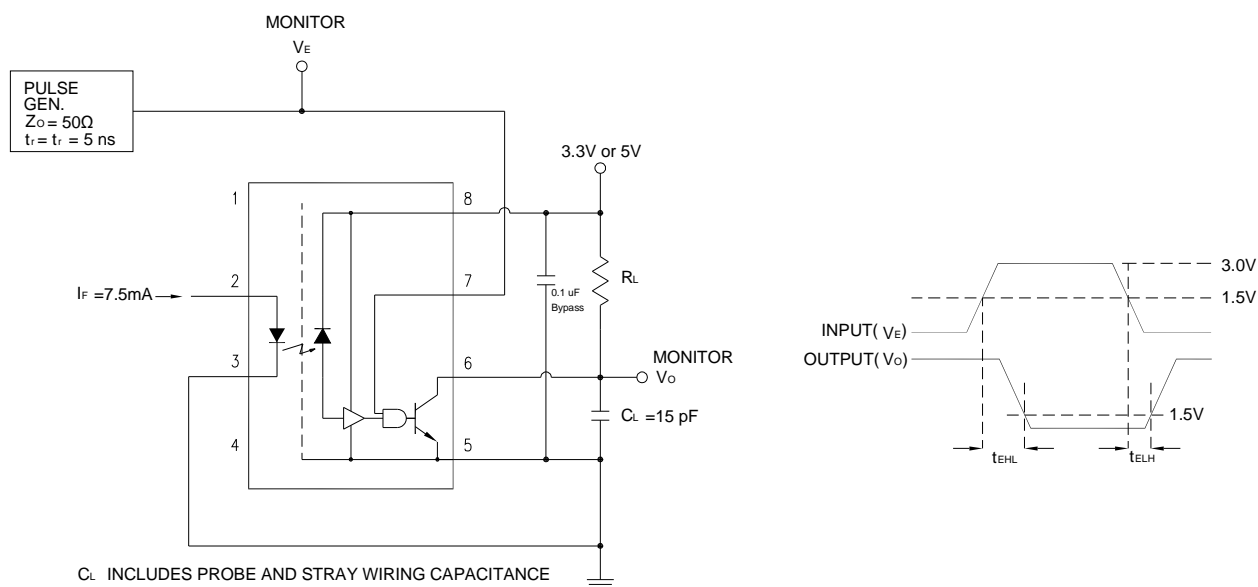 MONITOR
VE
PULSE
GEN.
ZO = 50Ω
tr= tr = 5 ns
3.3V or 5V
1
8
2
7
IF =7.5mA
0.1 uF
Bypass
RL
3
6
MONITOR
VO
CL =15 pF
4
5
CL INCLUDES PROBE AND STRAY WIRING CAPACITANCE
3.0V
1.5V
INPUT( VE)
OUTPUT(VO)
1.5V
tEHL
tELH